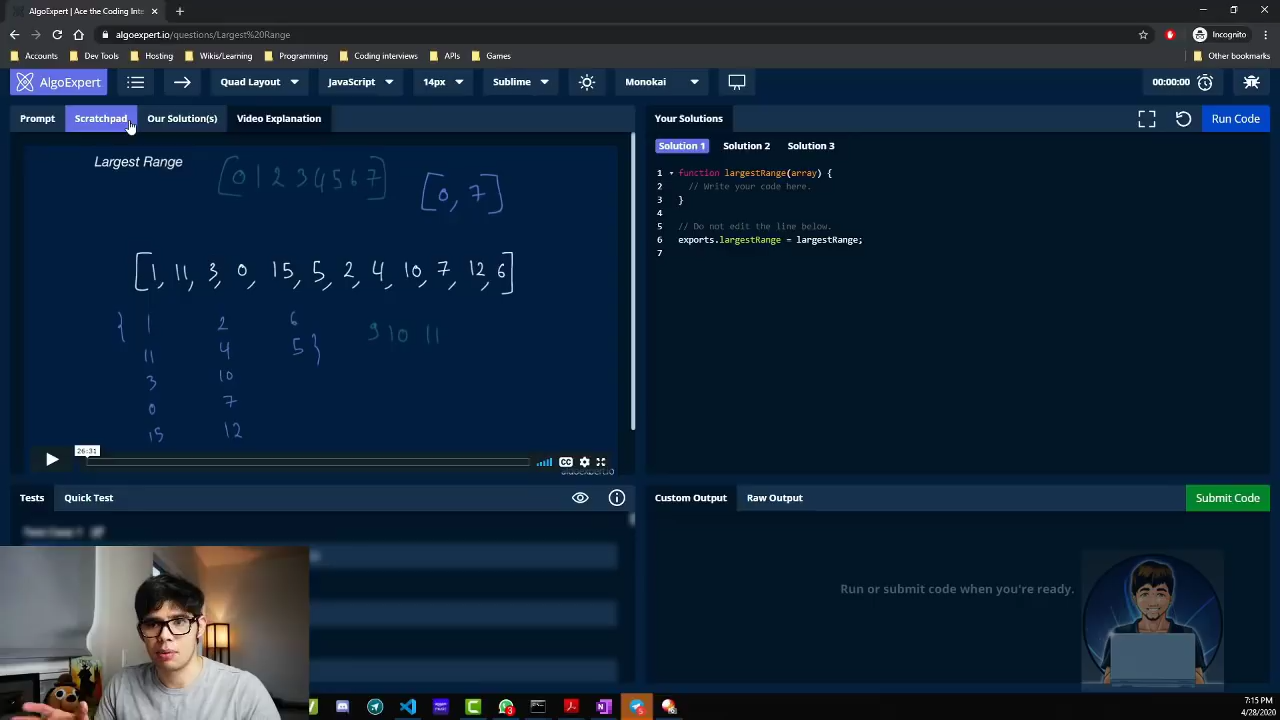 AlgoExpert | Ace the Coding Inte
algoexpert.io/questions/Largest%20Range
Incognito
Accounts Dev Tools Hosting Wikis/Learning Programming Coding interviews APIs Games Other bookmarks
AlgoExpert Quad Layout JavaScript 14px Sublime Monokai 00:00:00
Prompt Scratchpad Our Solution(s) Video Explanation
Your Solutions Run Code
Solution 1 Solution 2 Solution 3
Largest Range
[0 1 2 3 4 5 6 7] [0, 7]
[1, 11, 3, 0, 15, 5, 2, 4, 10, 7, 12, 6]
{ 1 2 6 9 10 11
11 4 5 }
3 10
0 7
15 12
26:31
CC
1 function largestRange(array) {
2 // Write your code here.
3 }
4
5 // Do not edit the line below.
6 exports.largestRange = largestRange;
7
Tests Quick Test
Custom Output Raw Output Submit Code
Run or submit code when you're ready.
7:15 PM
4/28/2020